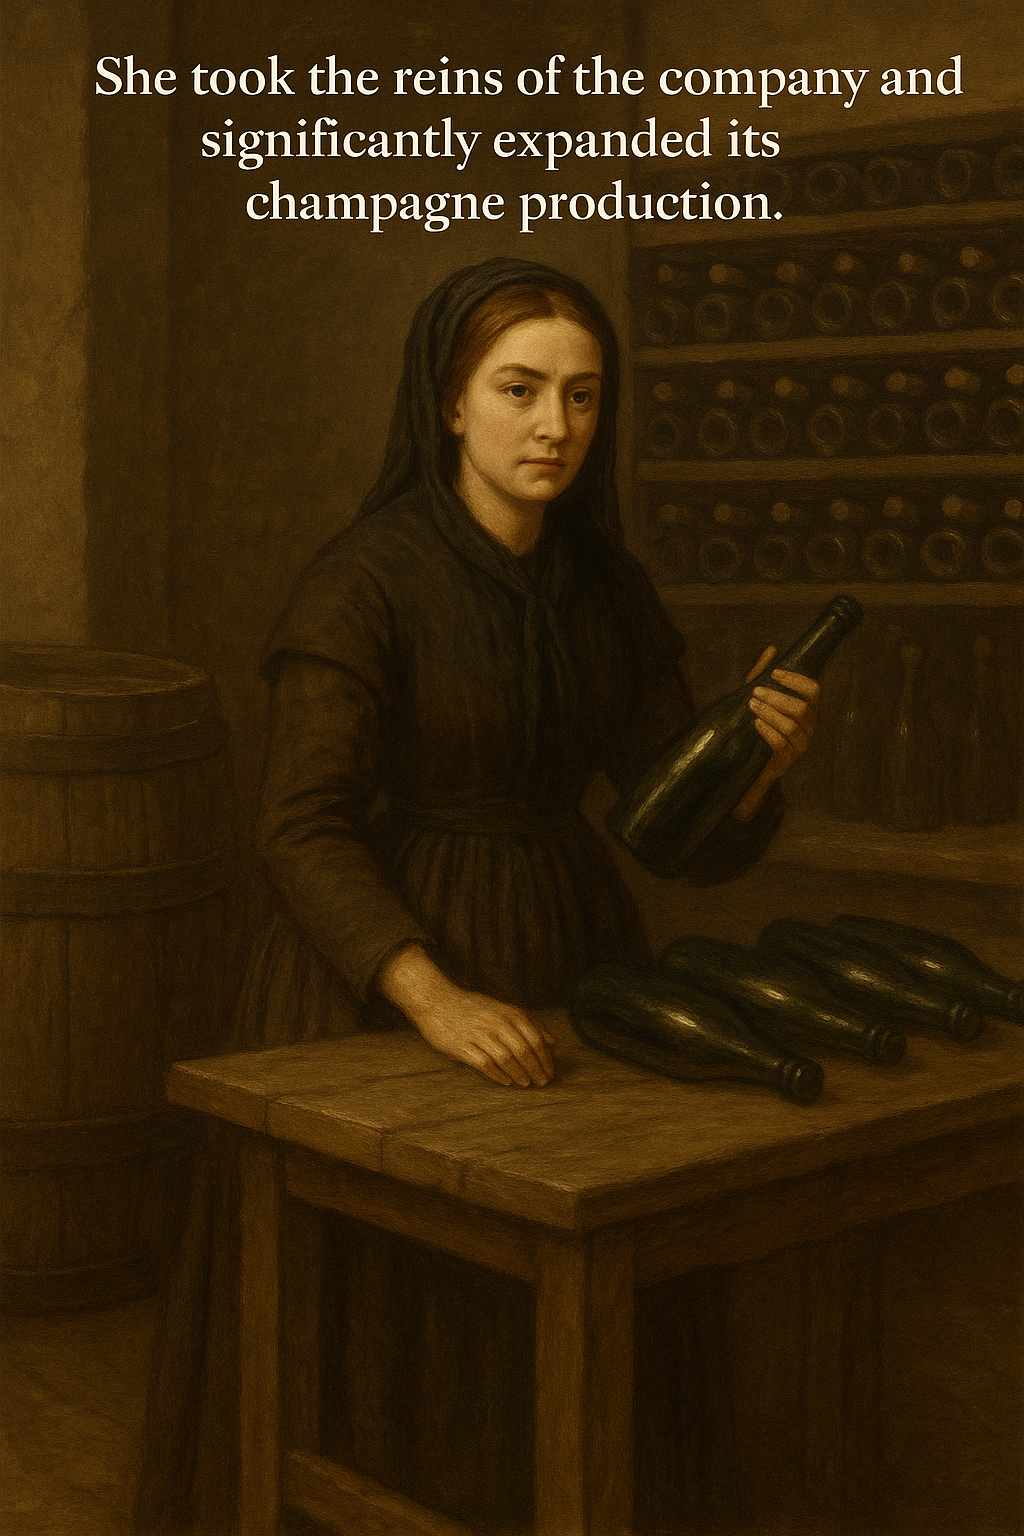 She took the reins of the company and
significantly expanded its
champagne production.